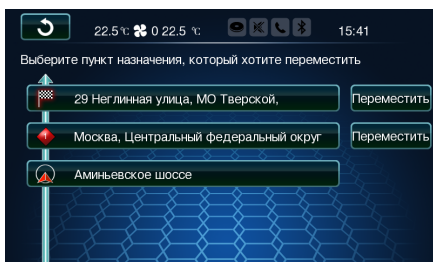 22.5 ℃ 0 22.5 ℃ 15:41
Выберите пункт назначения, который хотите переместить
29 Неглинная улица, МО Тверской, Переместить
1 Москва, Центральный федеральный округ Переместить
Аминьевское шоссе